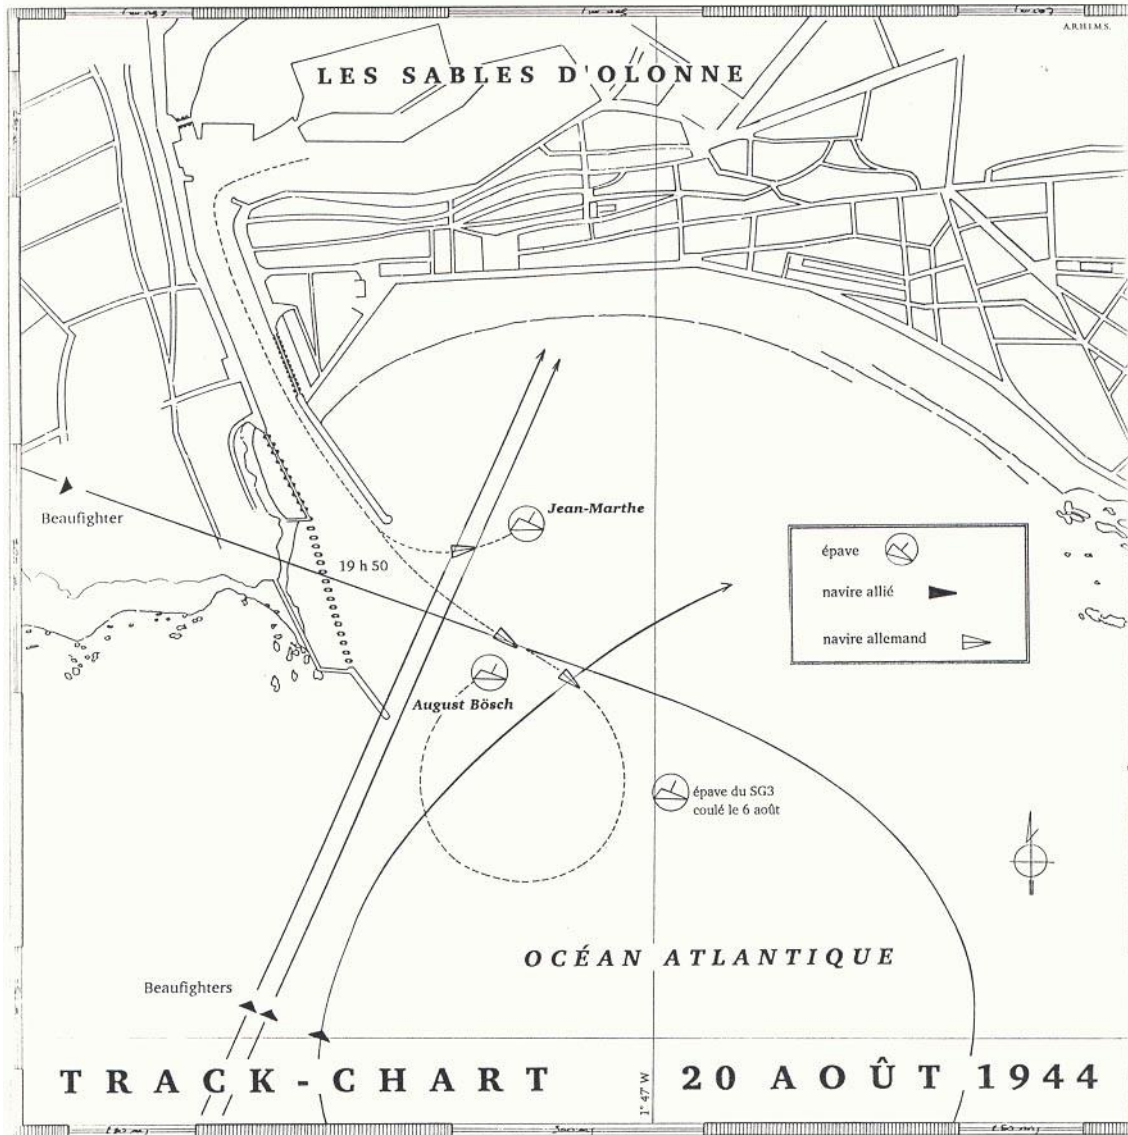 A.R.H.I.M.S.
LES SABLES D'OLONNE
Jean-Marthe
Beaufighter
19 h 50
épave
navire allié
navire allemand
August Bösch
épave du SG3
coulé le 6 août
OCÉAN ATLANTIQUE
Beaufighters
TRACK-CHART 20 AOÛT 1944
1° 47' W